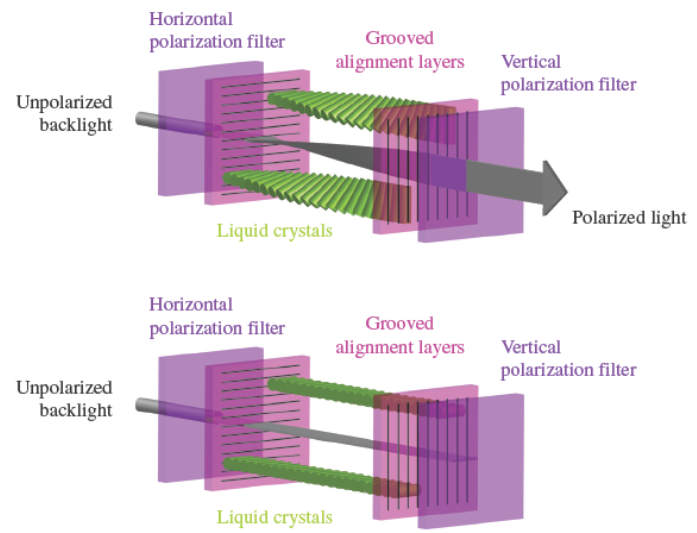 Horizontal
polarization filter
Grooved
alignment layers
Vertical
polarization filter
Unpolarized
backlight
Liquid crystals
Polarized light
Horizontal
polarization filter
Grooved
alignment layers
Vertical
polarization filter
Unpolarized
backlight
Liquid crystals